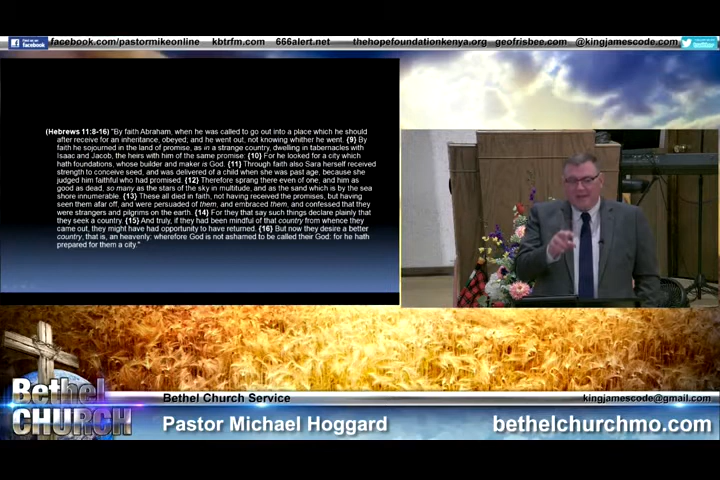 facebook.com/pastormikeonline kbtrfm.com 666alert.net thehopefoundationkenya.org geofrisbee.com @kingjamescode.com
(Hebrews 11:8-16) "By faith Abraham, when he was called to go out into a place which he should
after receive for an inheritance, obeyed; and he went out, not knowing whither he went. {9} By
faith he sojourned in the land of promise, as in a strange country, dwelling in tabernacles with
Isaac and Jacob, the heirs with him of the same promise: {10} For he looked for a city which
hath foundations, whose builder and maker is God. {11} Through faith also Sara herself received
strength to conceive seed, and was delivered of a child when she was past age, because she
judged him faithful who had promised. {12} Therefore sprang there even of one, and him as
good as dead, so many as the stars of the sky in multitude, and as the sand which is by the sea
shore innumerable. {13} These all died in faith, not having received the promises, but having
seen them afar off, and were persuaded of them, and embraced them, and confessed that they
were strangers and pilgrims on the earth. {14} For they that say such things declare plainly that
they seek a country. {15} And truly, if they had been mindful of that country from whence they
came out, they might have had opportunity to have returned. {16} But now they desire a better
country, that is, an heavenly: wherefore God is not ashamed to be called their God: for he hath
prepared for them a city."
Bethel
CHURCH
Bethel Church Service
kingjamescode@gmail.com
Pastor Michael Hoggard
bethelchurchmo.com